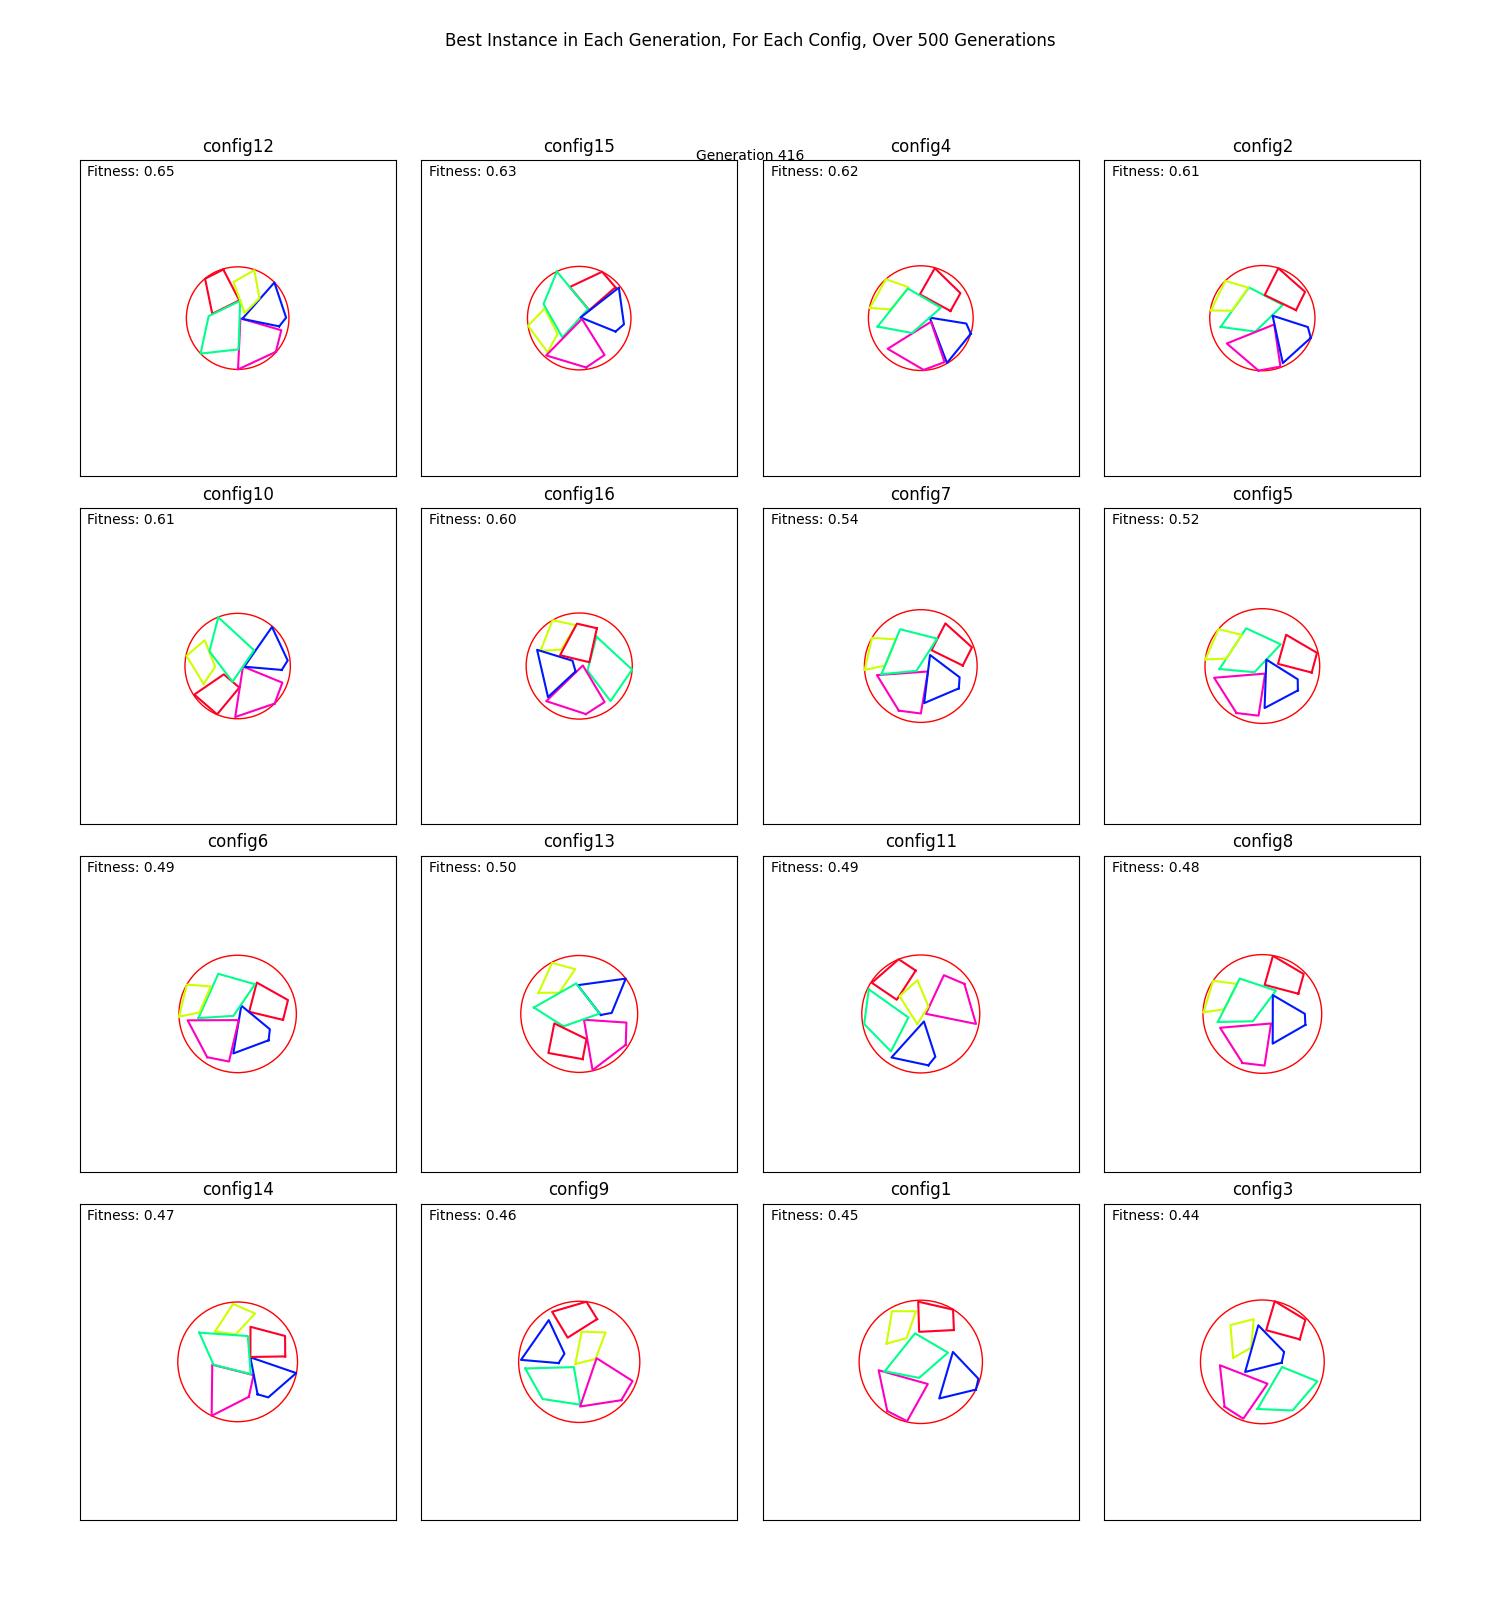 Best Instance in Each Generation, For Each Config, Over 500 Generations
Generation 416
config12
Fitness: 0.65
config15
Fitness: 0.63
config4
Fitness: 0.62
config2
Fitness: 0.61
config10
Fitness: 0.61
config16
Fitness: 0.60
config7
Fitness: 0.54
config5
Fitness: 0.52
config6
Fitness: 0.49
config13
Fitness: 0.50
config11
Fitness: 0.49
config8
Fitness: 0.48
config14
Fitness: 0.47
config9
Fitness: 0.46
config1
Fitness: 0.45
config3
Fitness: 0.44